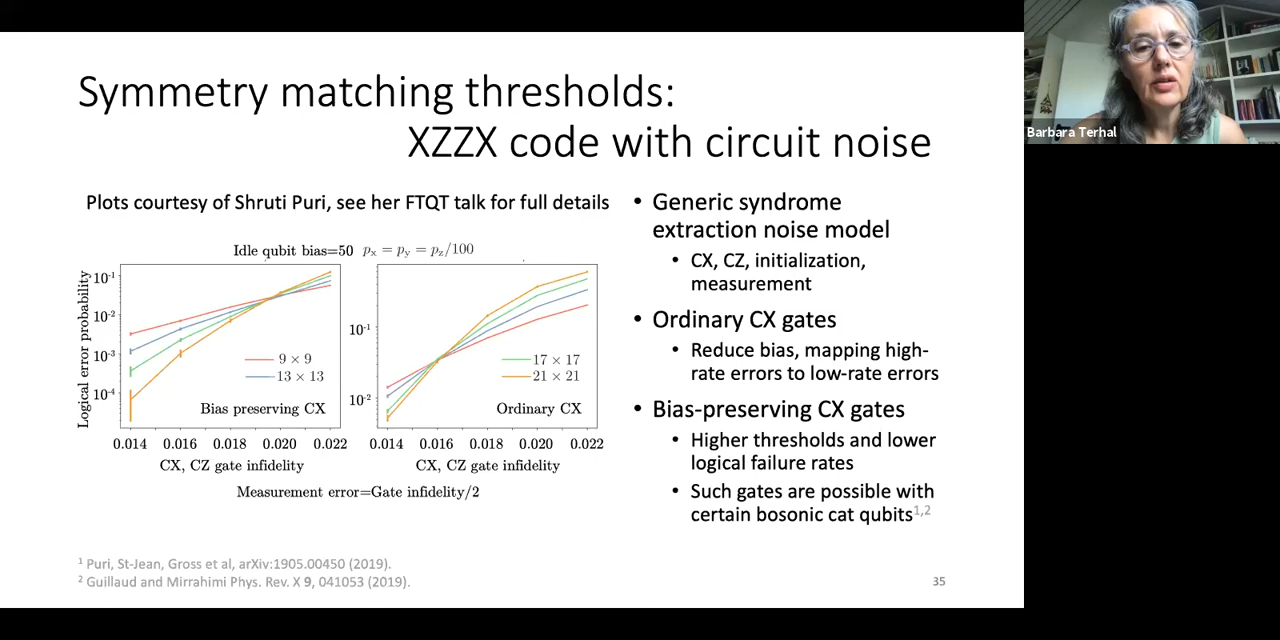 Symmetry matching thresholds:
XZZX code with circuit noise
Plots courtesy of Shruti Puri, see her FTQT talk for full details
Idle qubit bias=50 pₓ = pᵧ = p_z/100
Logical error probability
10⁻¹
10⁻²
10⁻³
10⁻⁴
9 × 9
13 × 13
Bias preserving CX
0.014 0.016 0.018 0.020 0.022
CX, CZ gate infidelity
10⁻¹
10⁻²
17 × 17
21 × 21
Ordinary CX
0.014 0.016 0.018 0.020 0.022
CX, CZ gate infidelity
Measurement error=Gate infidelity/2
• Generic syndrome
extraction noise model
• CX, CZ, initialization,
measurement
• Ordinary CX gates
• Reduce bias, mapping high-
rate errors to low-rate errors
• Bias-preserving CX gates
• Higher thresholds and lower
logical failure rates
• Such gates are possible with
certain bosonic cat qubits¹,²
¹ Puri, St-Jean, Gross et al, arXiv:1905.00450 (2019).
² Guillaud and Mirrahimi Phys. Rev. X 9, 041053 (2019).
35
Barbara Terhal